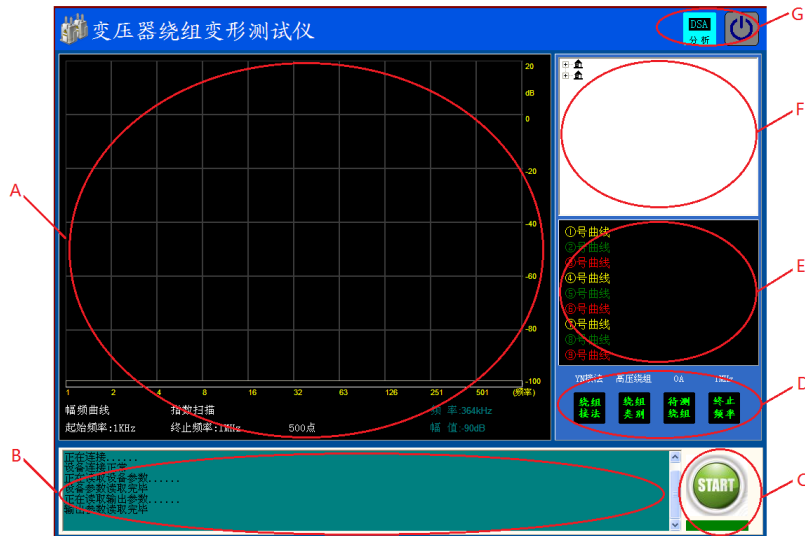 变压器绕组变形测试仪
DSA
分析
G
20
dB
0
-20
-40
-60
-80
-100
1 2 4 8 16 32 63 126 251 501 (频率)
幅频曲线 指数扫描 频 率:364kHz
起始频率:1KHz 终止频率:1MHz 500点 幅 值:-90dB
A
F
①号曲线
②号曲线
③号曲线
④号曲线
⑤号曲线
⑥号曲线
⑦号曲线
⑧号曲线
⑨号曲线
E
YN接法 高压绕组 OA 1MHz
绕组接法 绕组类别 待测绕组 终止频率
D
B
正在连接......
设备连接正常
正在读取设备参数......
设备参数读取完毕
正在读取输出参数......
输出参数读取完毕
START
C